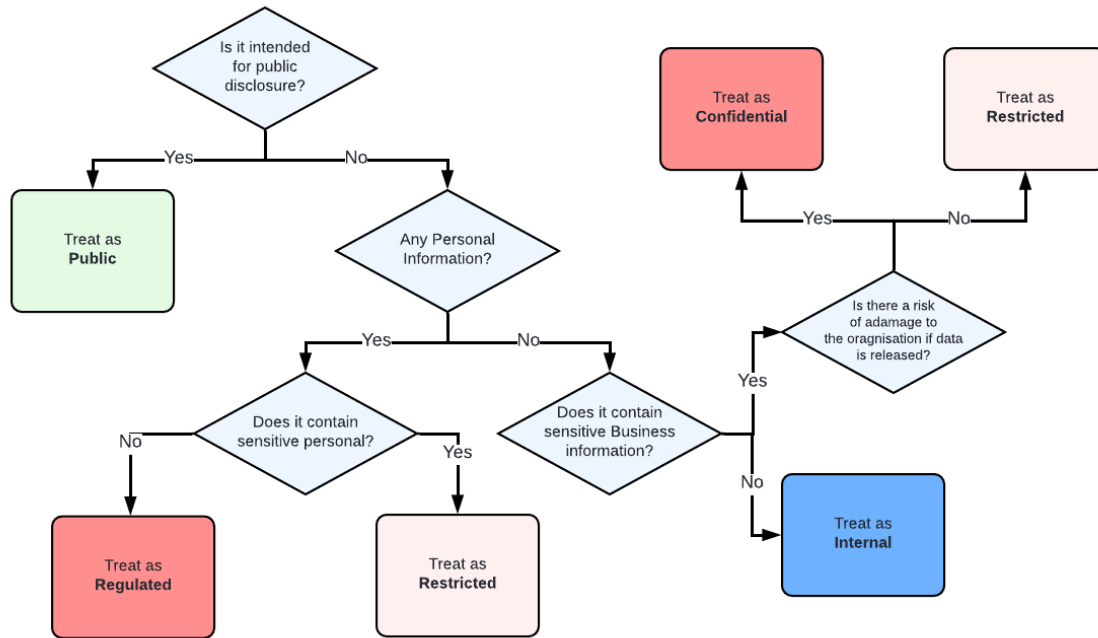 Is it intended
for public
disclosure?
Yes
No
Treat as
Public
Any Personal
Information?
Yes
No
Does it contain
sensitive personal?
No
Yes
Treat as
Regulated
Treat as
Restricted
Does it contain
sensitive Business
information?
Yes
No
Treat as
Internal
Is there a risk
of adamage to
the oragnisation if data
is released?
Yes
No
Treat as
Confidential
Treat as
Restricted